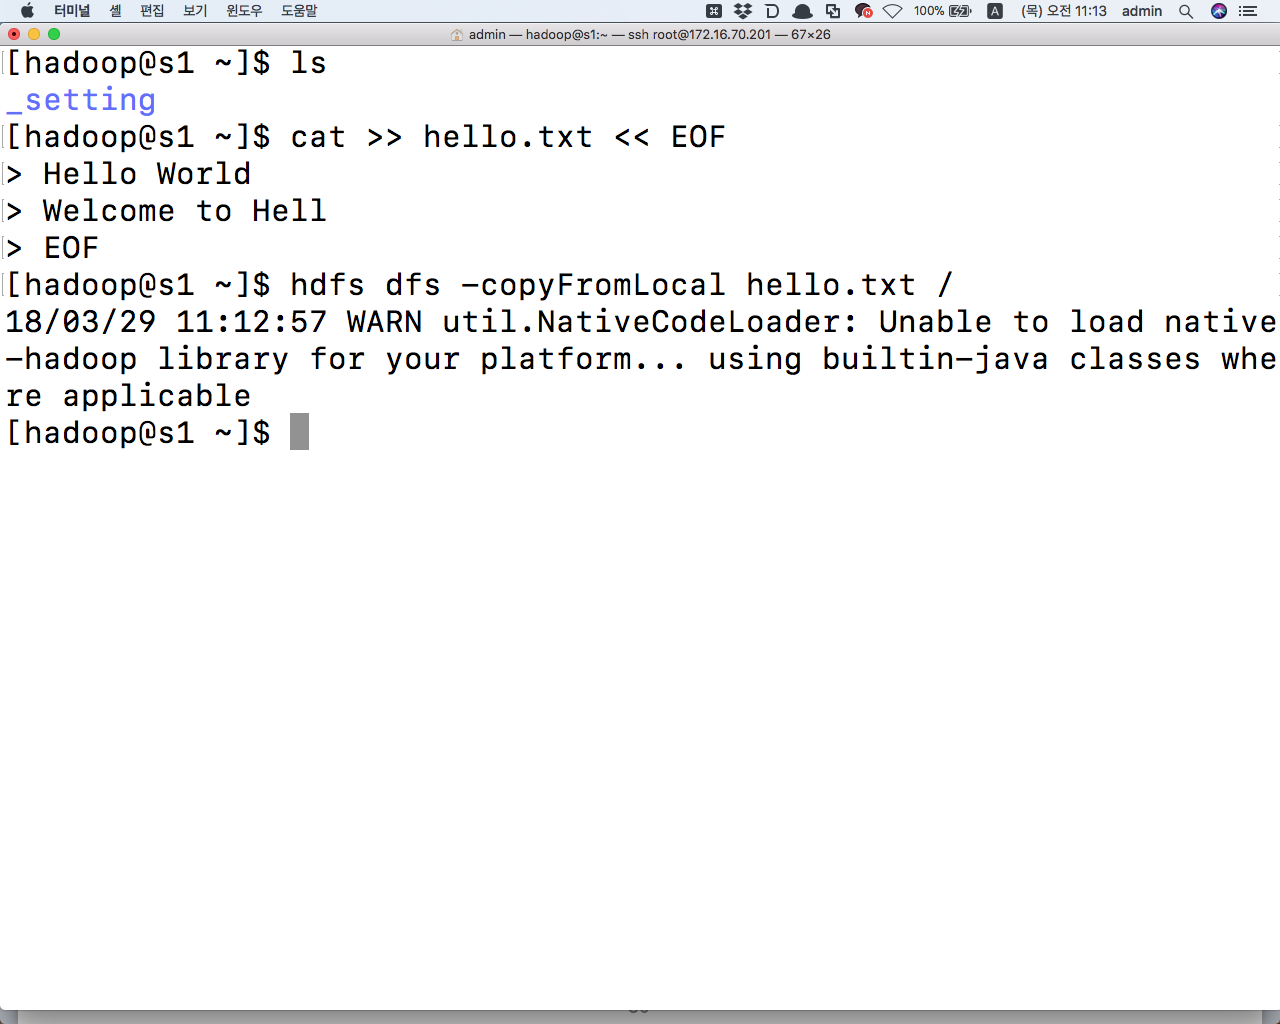 터미널 셸 편집 보기 윈도우 도움말 100% A (목) 오전 11:13 admin
admin — hadoop@s1:~ — ssh root@172.16.70.201 — 67×26
[hadoop@s1 ~]$ ls
_setting
[hadoop@s1 ~]$ cat >> hello.txt << EOF
> Hello World
> Welcome to Hell
> EOF
[hadoop@s1 ~]$ hdfs dfs -copyFromLocal hello.txt /
18/03/29 11:12:57 WARN util.NativeCodeLoader: Unable to load native
-hadoop library for your platform... using builtin-java classes whe
re applicable
[hadoop@s1 ~]$